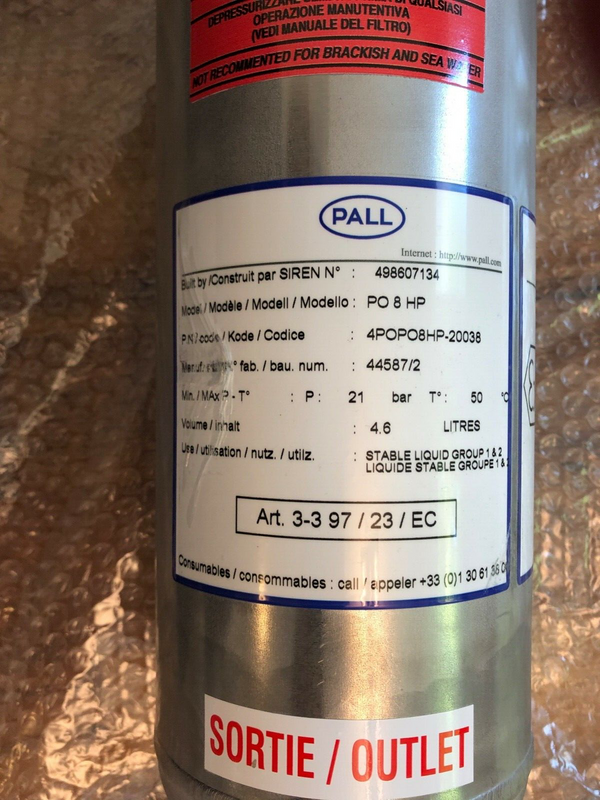 DEPRESSURIZZARE DI QUALSIASI
OPERAZIONE MANUTENTIVA
(VEDI MANUALE DEL FILTRO)
NOT RECOMMENDED FOR BRACKISH AND SEA WATER
PALL
Internet : http://www.pall.com
Built by /Construit par SIREN N° : 498607134
Model / Modèle / Modell / Modello : PO 8 HP
P N / code / Kode / Codice : 4POPO8HP-20038
Manuf. fab. / bau. num. : 44587/2
Min. / MAx P - T° : P : 21 bar T° : 50 °C
Volume / inhalt : 4.6 LITRES
Use / utilisation / nutz. / utilz. : STABLE LIQUID GROUP 1 & 2
LIQUIDE STABLE GROUPE 1 & 2
Art. 3-3 97 / 23 / EC
Consumables / consommables : call / appeler +33 (0)1 30 61
SORTIE / OUTLET